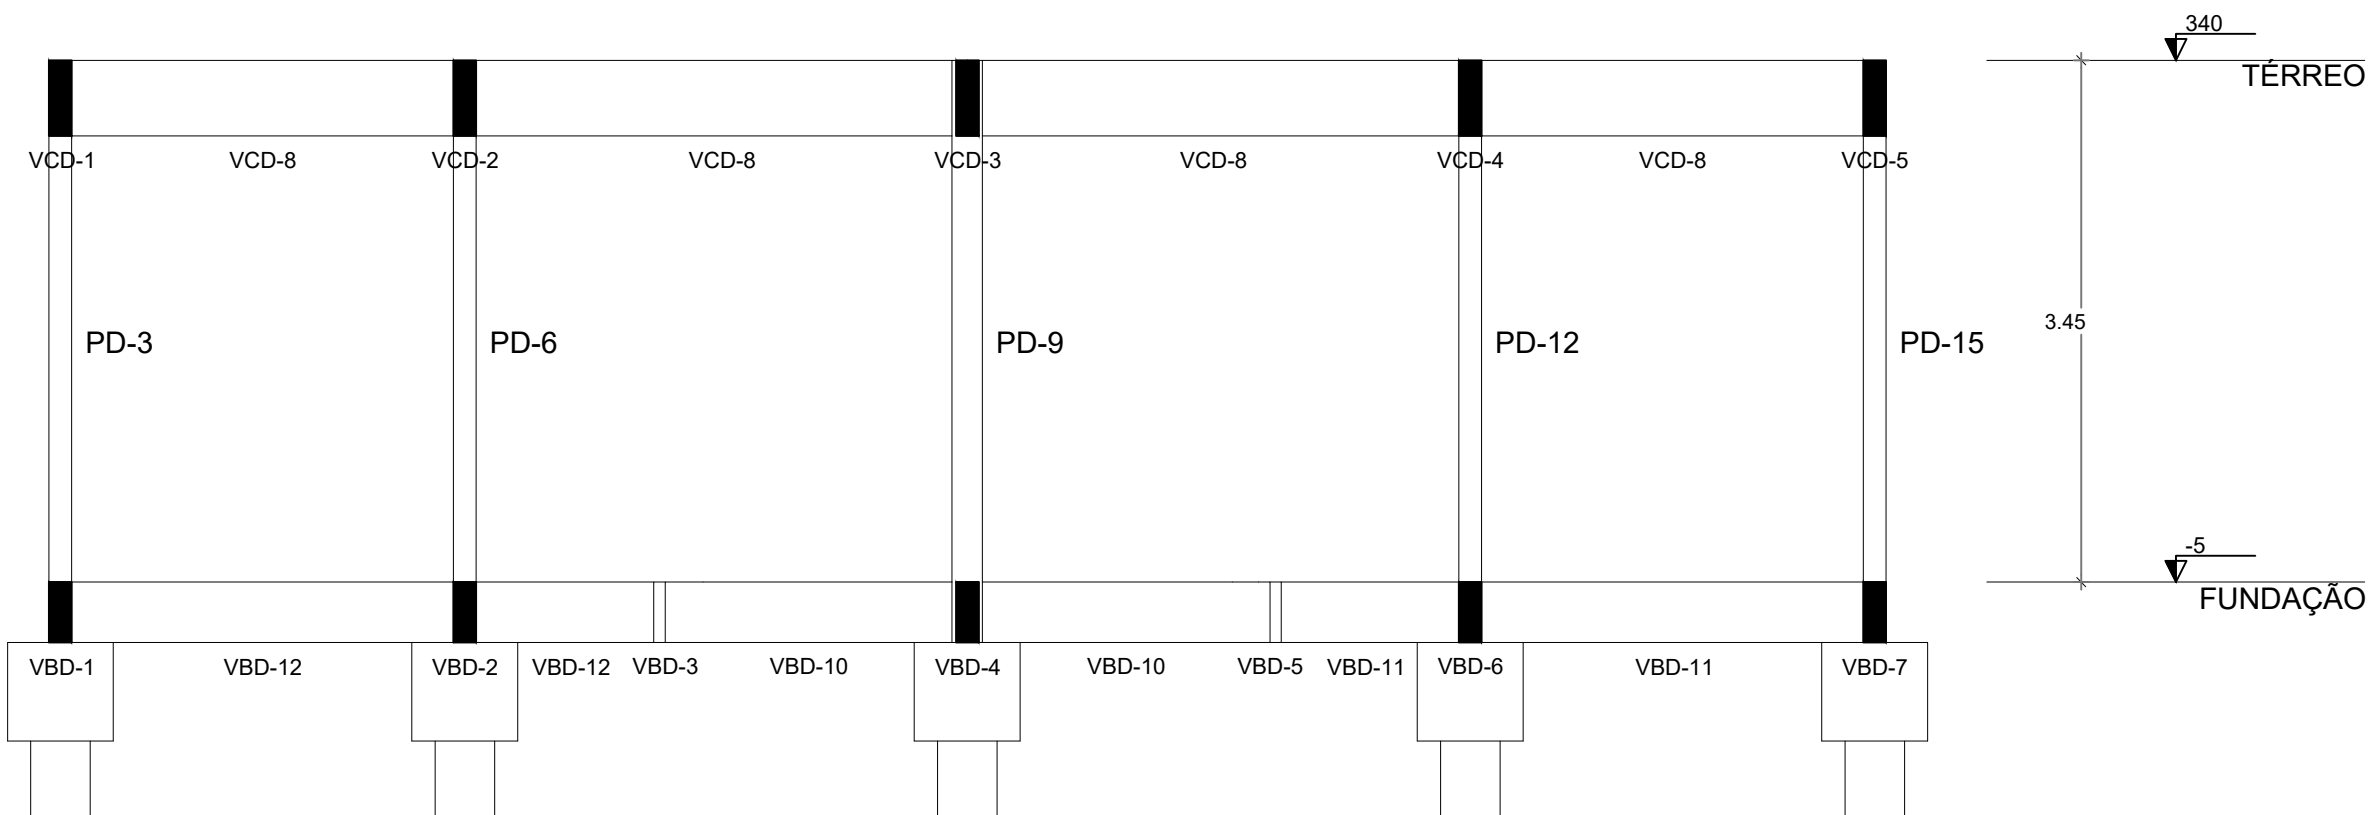 340
TÉRREO
VCD-1 VCD-8 VCD-2 VCD-8 VCD-3 VCD-8 VCD-4 VCD-8 VCD-5
3.45
PD-3 PD-6 PD-9 PD-12 PD-15
-5
FUNDAÇÃO
VBD-1 VBD-12 VBD-2 VBD-12 VBD-3 VBD-10 VBD-4 VBD-10 VBD-5 VBD-11 VBD-6 VBD-11 VBD-7